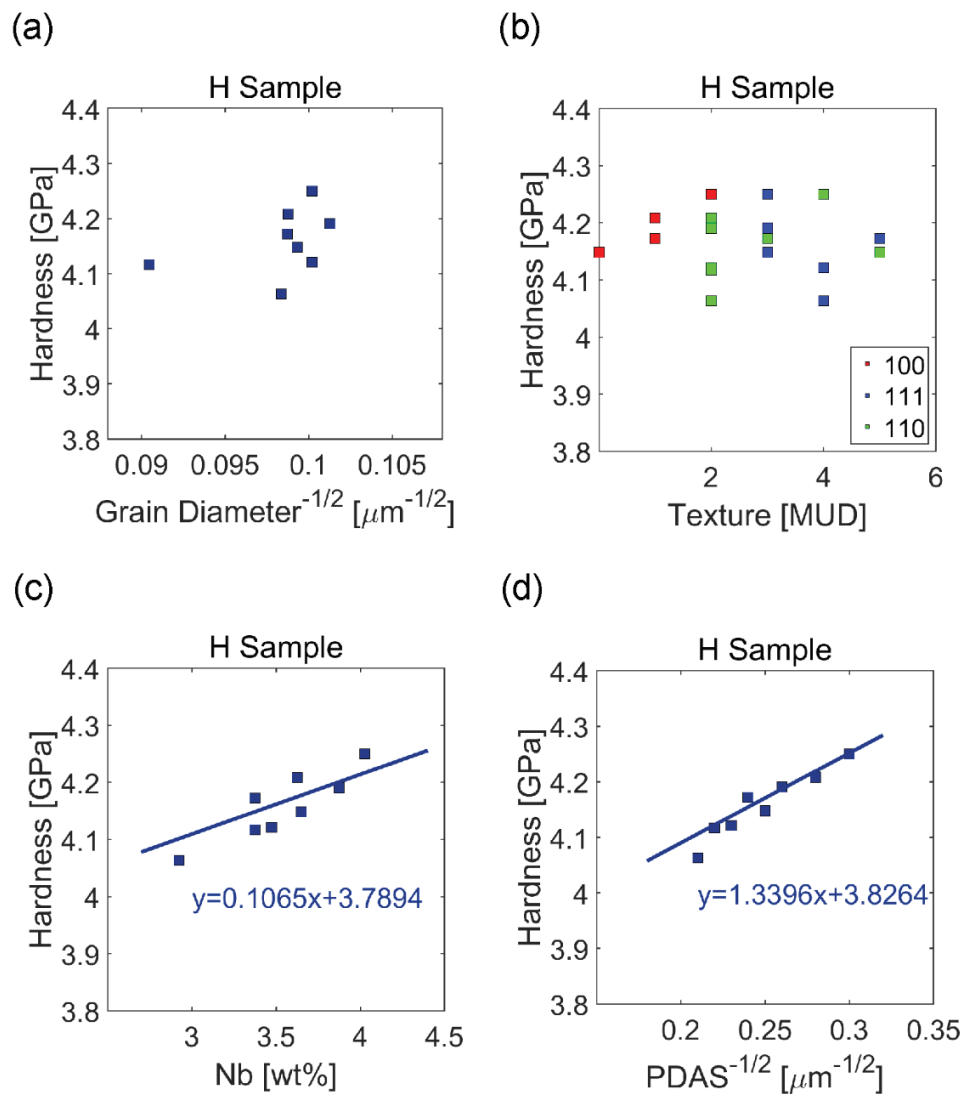 (a)
H Sample
Hardness [GPa]
4.4
4.3
4.2
4.1
4
3.9
3.8
0.09 0.095 0.1 0.105
Grain Diameter^-1/2 [μm^-1/2]
(b)
H Sample
Hardness [GPa]
4.4
4.3
4.2
4.1
4
3.9
3.8
100
111
110
2 4 6
Texture [MUD]
(c)
H Sample
Hardness [GPa]
4.4
4.3
4.2
4.1
4
3.9
3.8
y=0.1065x+3.7894
3 3.5 4 4.5
Nb [wt%]
(d)
H Sample
Hardness [GPa]
4.4
4.3
4.2
4.1
4
3.9
3.8
y=1.3396x+3.8264
0.2 0.25 0.3 0.35
PDAS^-1/2 [μm^-1/2]